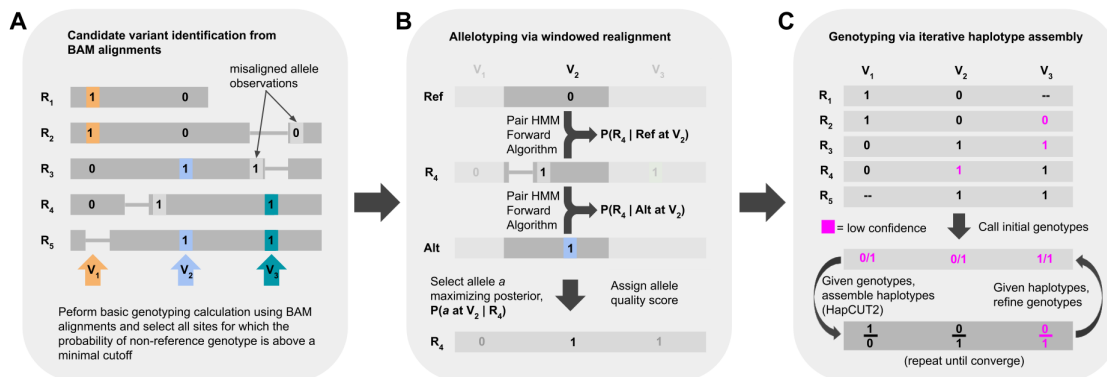 A
Candidate variant identification from
BAM alignments
misaligned allele
observations
R1 1 0
R2 1 0 0
R3 0 1 1
R4 0 1 1
R5 1 1
V1 V2 V3
Peform basic genotyping calculation using BAM
alignments and select all sites for which the
probability of non-reference genotype is above a
minimal cutoff
B
Allelotyping via windowed realignment
V1 V2 V3
Ref 0
Pair HMM
Forward
Algorithm
P(R4 | Ref at V2)
R4 0 1 1
Pair HMM
Forward
Algorithm
P(R4 | Alt at V2)
Alt 1
Select allele a
maximizing posterior,
P(a at V2 | R4)
Assign allele
quality score
R4 0 1 1
C
Genotyping via iterative haplotype assembly
V1 V2 V3
R1 1 0 --
R2 1 0 0
R3 0 1 1
R4 0 1 1
R5 -- 1 1
= low confidence
Call initial genotypes
0/1 0/1 1/1
Given genotypes,
assemble haplotypes
(HapCUT2)
Given haplotypes,
refine genotypes
1 0 0
0 1 1
(repeat until converge)